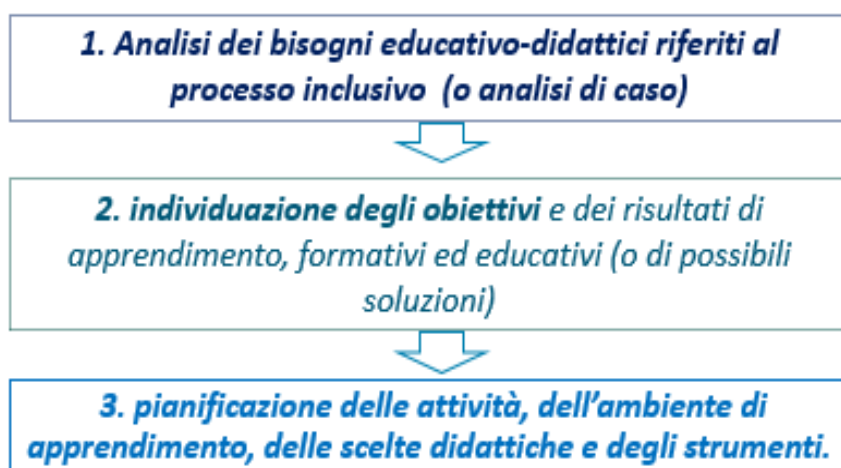 1. Analisi dei bisogni educativo-didattici riferiti al
processo inclusivo (o analisi di caso)
2. individuazione degli obiettivi e dei risultati di
apprendimento, formativi ed educativi (o di possibili
soluzioni)
3. pianificazione delle attività, dell’ambiente di
apprendimento, delle scelte didattiche e degli strumenti.